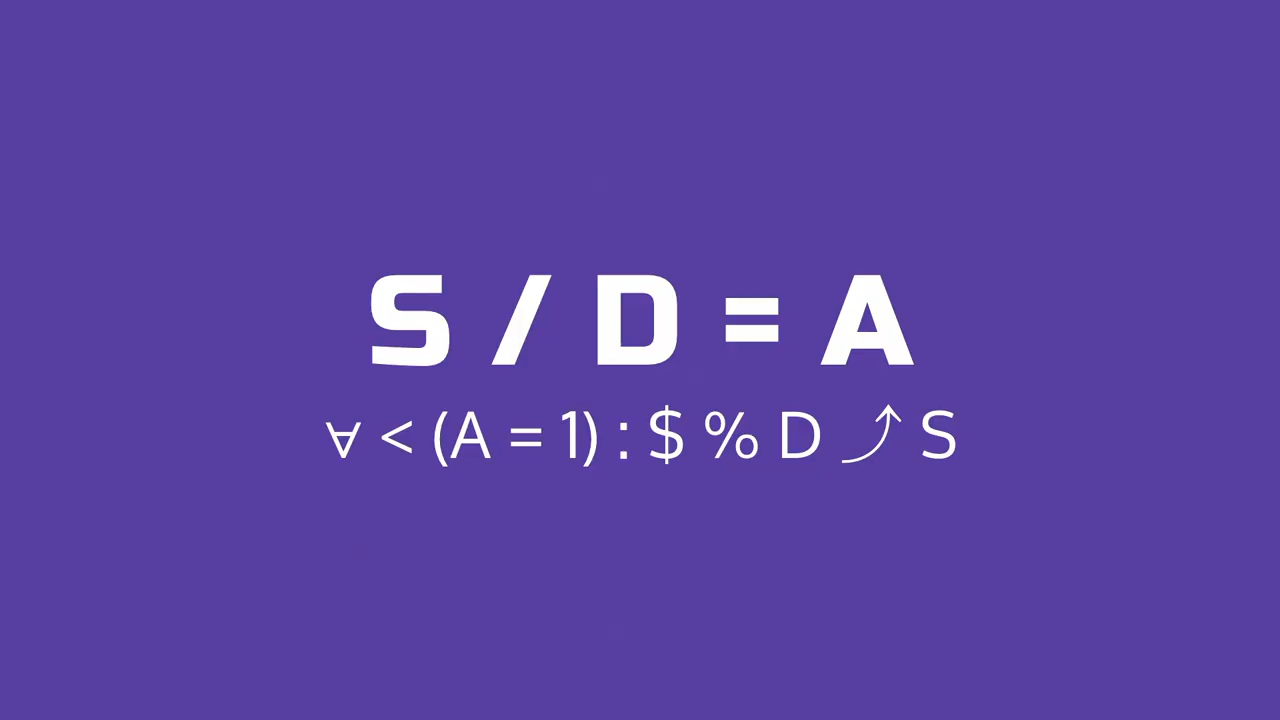 S / D = A
∀ < (A = 1) : $ % D ⤴ S